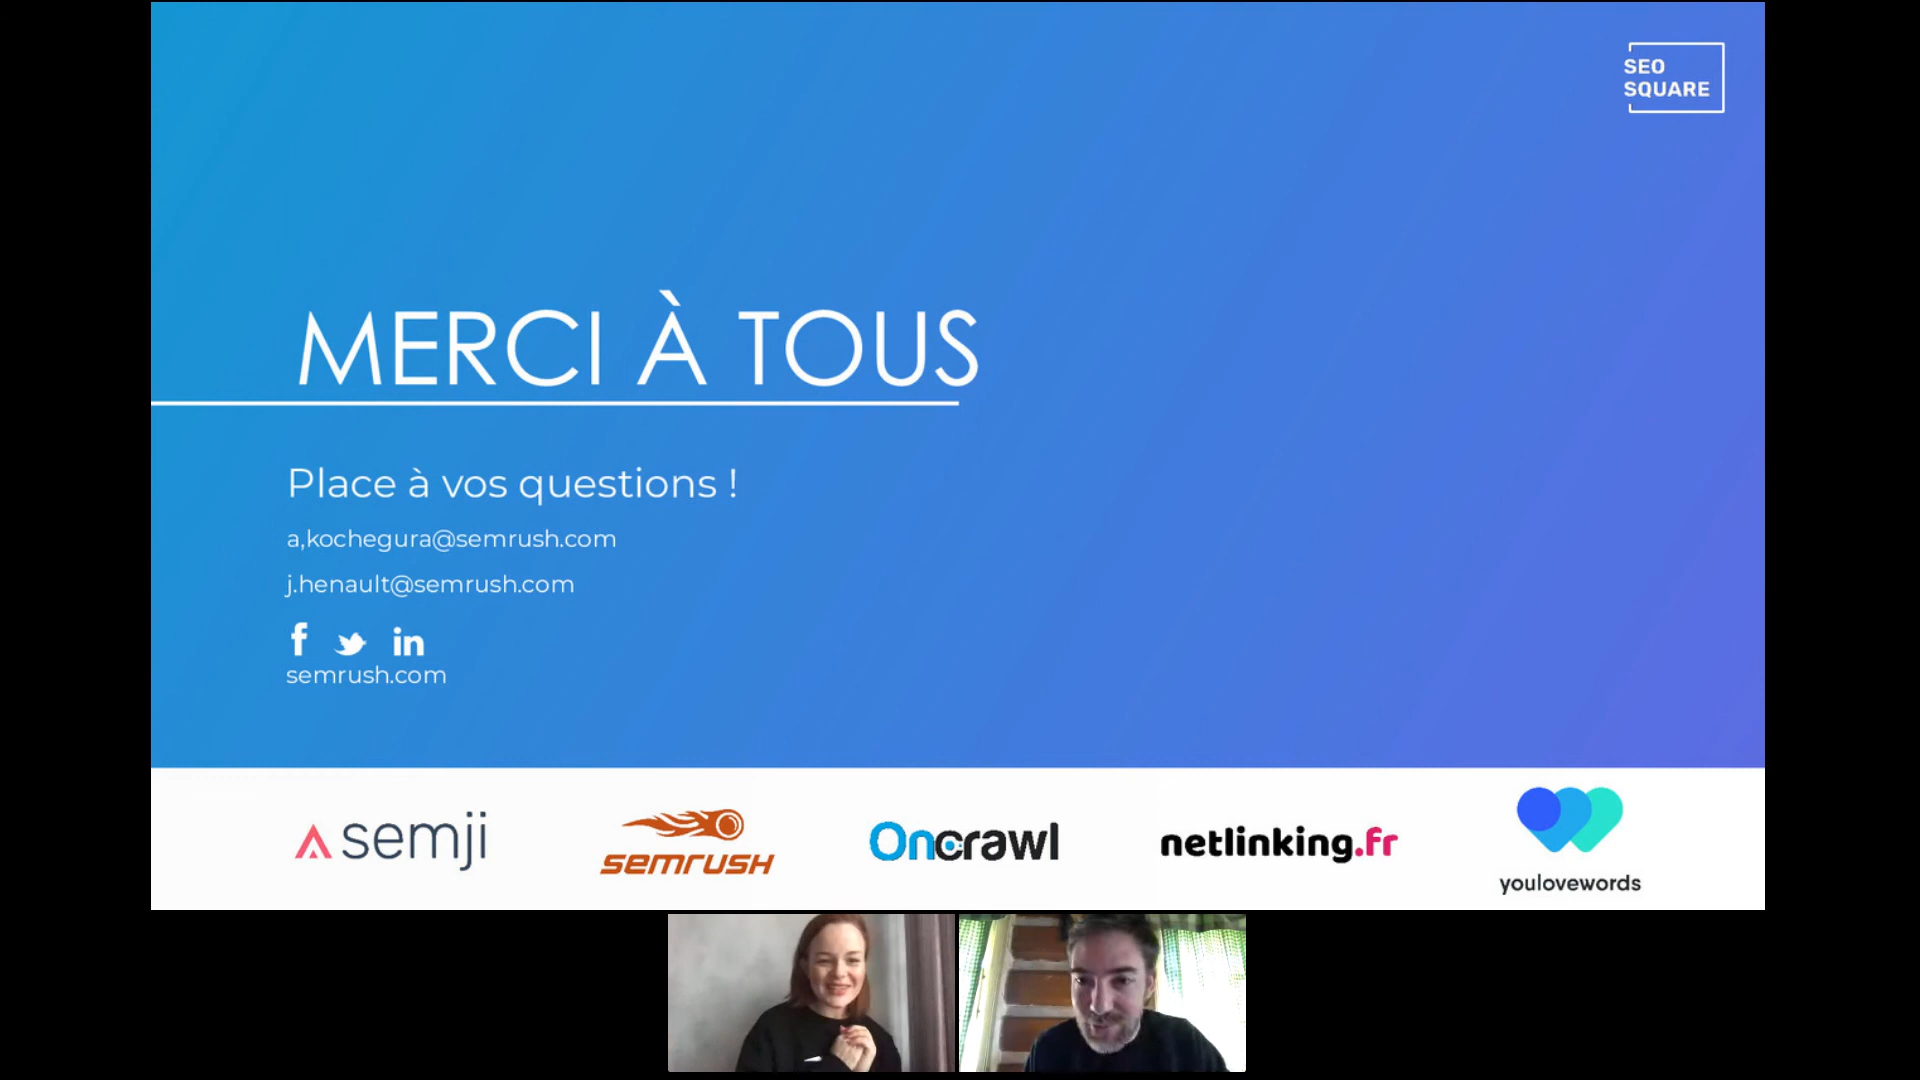 SEO
SQUARE
MERCI À TOUS
Place à vos questions !
a,kochegura@semrush.com
j.henault@semrush.com
f in
semrush.com
semji
semrush
Oncrawl
netlinking.fr
youlovewords